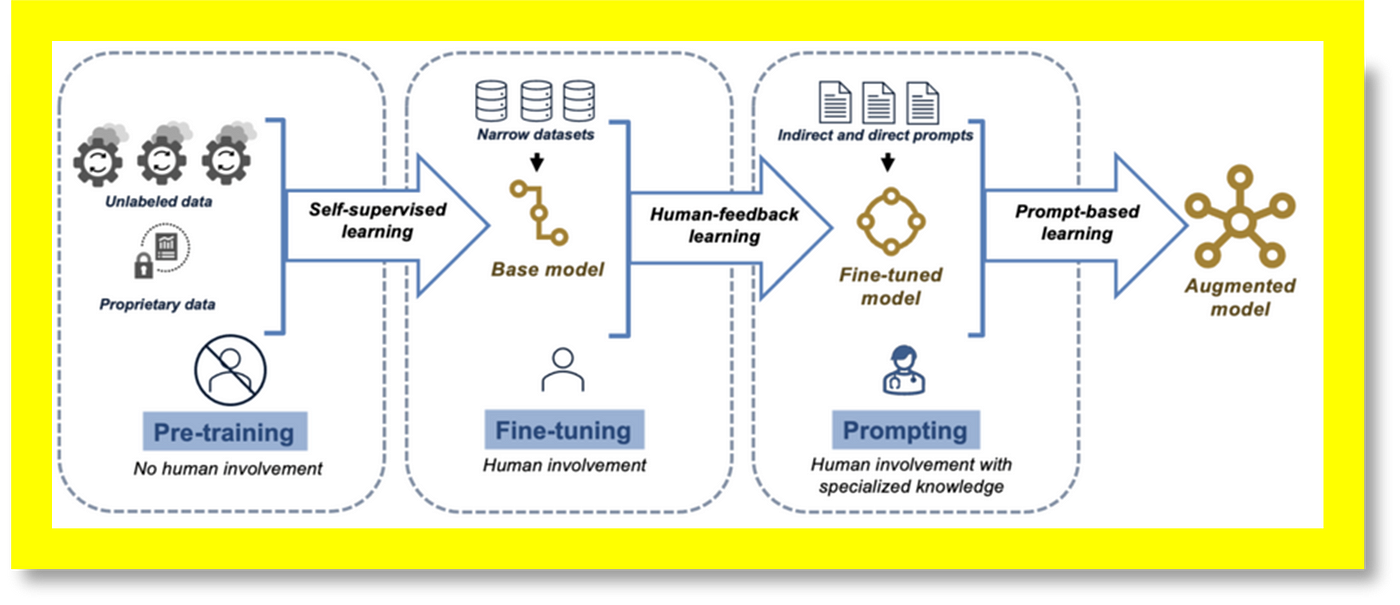 Unlabeled data
Proprietary data
Pre-training
No human involvement
Self-supervised
learning
Narrow datasets
Base model
Fine-tuning
Human involvement
Human-feedback
learning
Indirect and direct prompts
Fine-tuned
model
Prompting
Human involvement with
specialized knowledge
Prompt-based
learning
Augmented
model